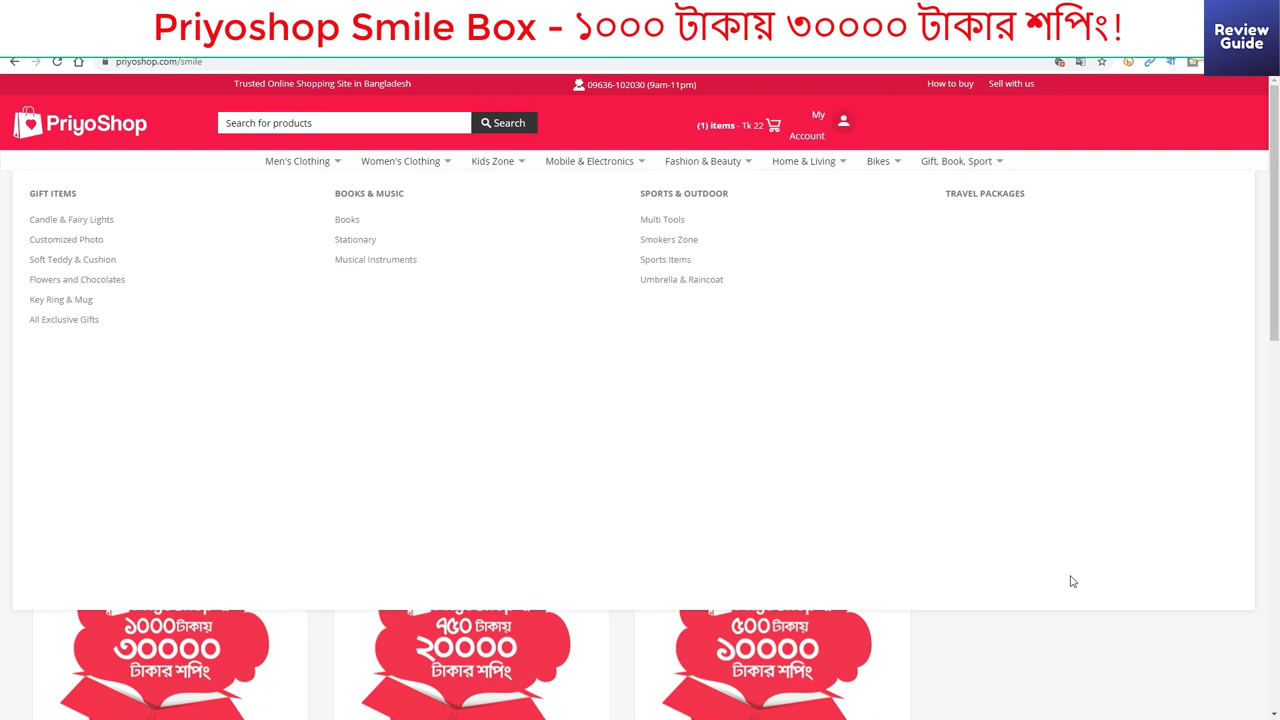 Priyoshop Smile Box - ১০০০ টাকায় ৩০০০০ টাকার শপিং!
Review
Guide
priyoshop.com/smile
Trusted Online Shopping Site in Bangladesh
09636-102030 (9am-11pm)
How to buy
Sell with us
PriyoShop
Search for products
Search
(1) items - Tk 22
My
Account
Men's Clothing
Women's Clothing
Kids Zone
Mobile & Electronics
Fashion & Beauty
Home & Living
Bikes
Gift, Book, Sport
GIFT ITEMS
Candle & Fairy Lights
Customized Photo
Soft Teddy & Cushion
Flowers and Chocolates
Key Ring & Mug
All Exclusive Gifts
BOOKS & MUSIC
Books
Stationary
Musical Instruments
SPORTS & OUTDOOR
Multi Tools
Smokers Zone
Sports Items
Umbrella & Raincoat
TRAVEL PACKAGES
১০০০ টাকায়
৩০০০০
টাকার শপিং
৭৫০ টাকায়
২০০০০
টাকার শপিং
৫০০ টাকায়
১০০০০
টাকার শপিং